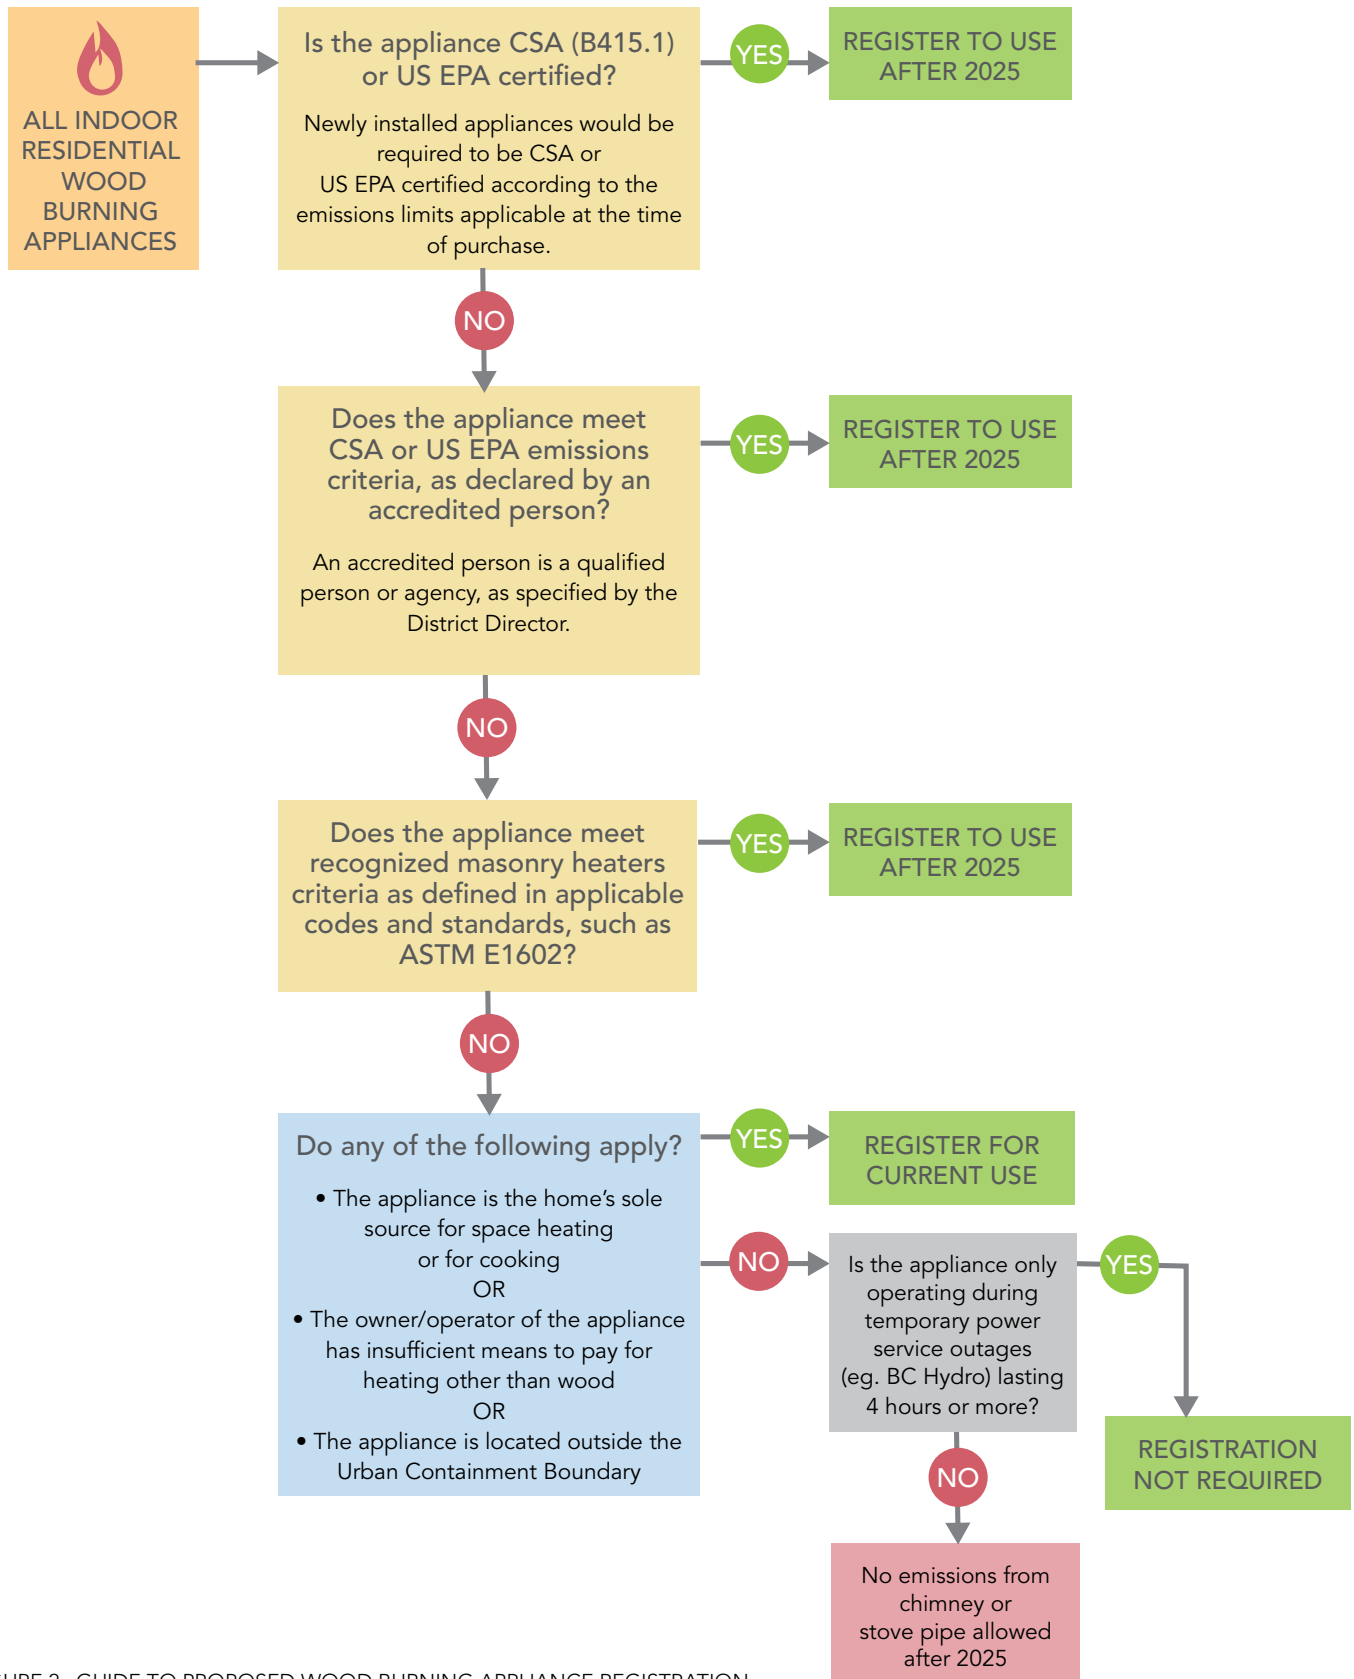 ALL INDOOR
RESIDENTIAL
WOOD
BURNING
APPLIANCES
Is the appliance CSA (B415.1)
or US EPA certified?
Newly installed appliances would be
required to be CSA or
US EPA certified according to the
emissions limits applicable at the time
of purchase.
YES
REGISTER TO USE
AFTER 2025
NO
Does the appliance meet
CSA or US EPA emissions
criteria, as declared by an
accredited person?
An accredited person is a qualified
person or agency, as specified by the
District Director.
YES
REGISTER TO USE
AFTER 2025
NO
Does the appliance meet
recognized masonry heaters
criteria as defined in applicable
codes and standards, such as
ASTM E1602?
YES
REGISTER TO USE
AFTER 2025
NO
Do any of the following apply?
• The appliance is the home's sole
source for space heating
or for cooking
OR
• The owner/operator of the appliance
has insufficient means to pay for
heating other than wood
OR
• The appliance is located outside the
Urban Containment Boundary
YES
REGISTER FOR
CURRENT USE
NO
Is the appliance only
operating during
temporary power
service outages
(eg. BC Hydro) lasting
4 hours or more?
YES
REGISTRATION
NOT REQUIRED
NO
No emissions from
chimney or
stove pipe allowed
after 2025
GUIDE TO PROPOSED WOOD BURNING APPLIANCE REGISTRATION